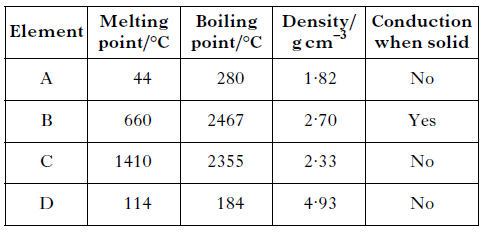 Element Melting point/°C Boiling point/°C Density/ g cm⁻³ Conduction when solid
A 44 280 1·82 No
B 660 2467 2·70 Yes
C 1410 2355 2·33 No
D 114 184 4·93 No